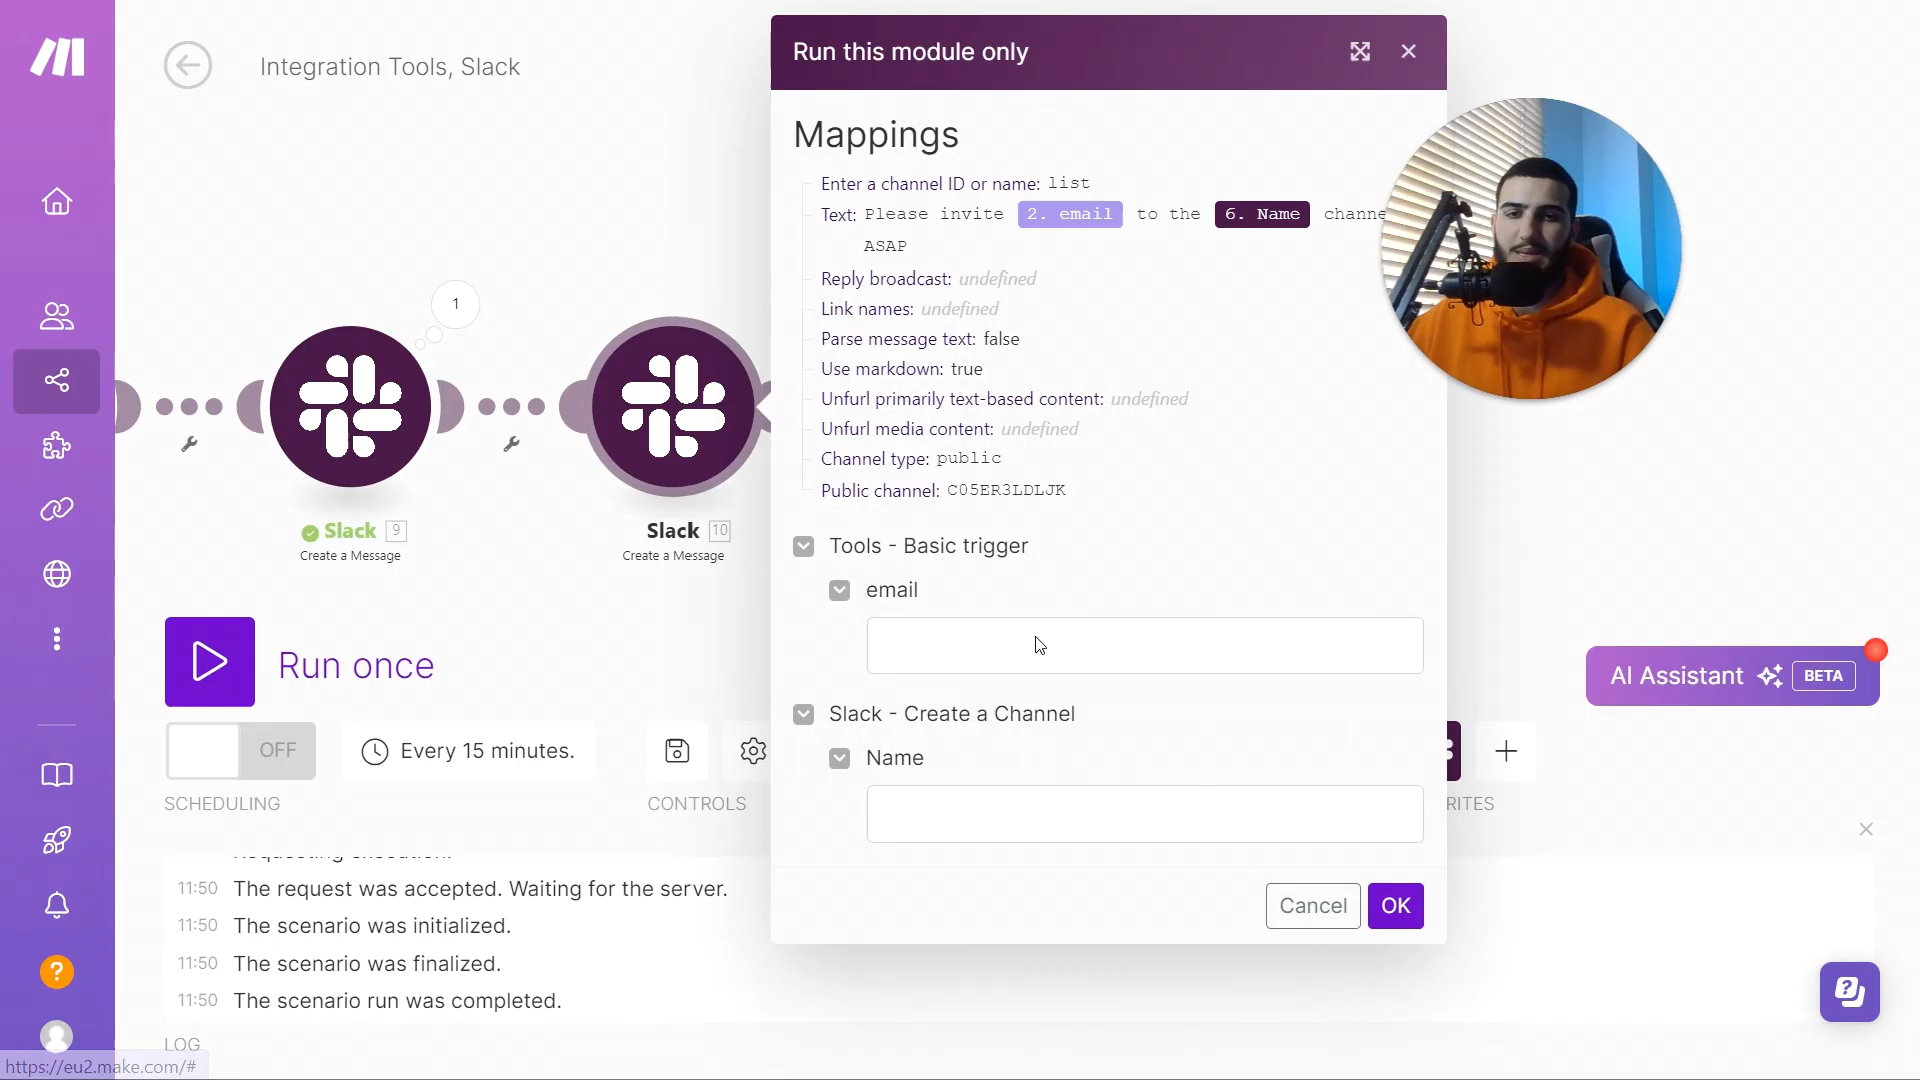 Integration Tools, Slack
Run this module only
Mappings
Enter a channel ID or name: list
Text: Please invite 2. email to the 6. Name channe
ASAP
Reply broadcast: undefined
Link names: undefined
Parse message text: false
Use markdown: true
Unfurl primarily text-based content: undefined
Unfurl media content: undefined
Channel type: public
Public channel: C05ER3LDLJK
1
Slack 9
Create a Message
Slack 10
Create a Message
Tools - Basic trigger
email
Slack - Create a Channel
Name
Run once
AI Assistant BETA
OFF
Every 15 minutes.
SCHEDULING
CONTROLS
RITES
Requesting execution.
11:50 The request was accepted. Waiting for the server.
11:50 The scenario was initialized.
11:50 The scenario was finalized.
11:50 The scenario run was completed.
Cancel
OK
LOG
?
?
https://eu2.make.com/#